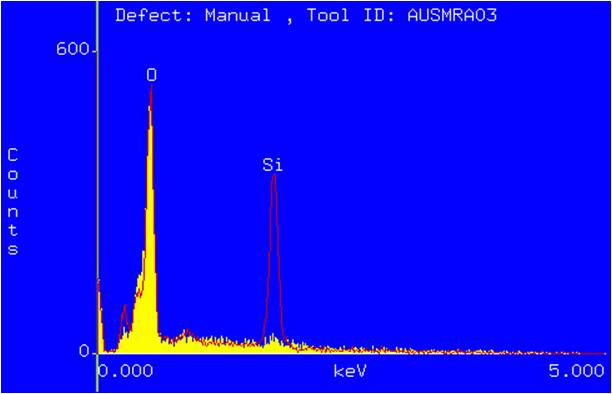 Defect: Manual , Tool ID: AUSMRA03
600
O
Si
Counts
0
0.000 keV 5.000